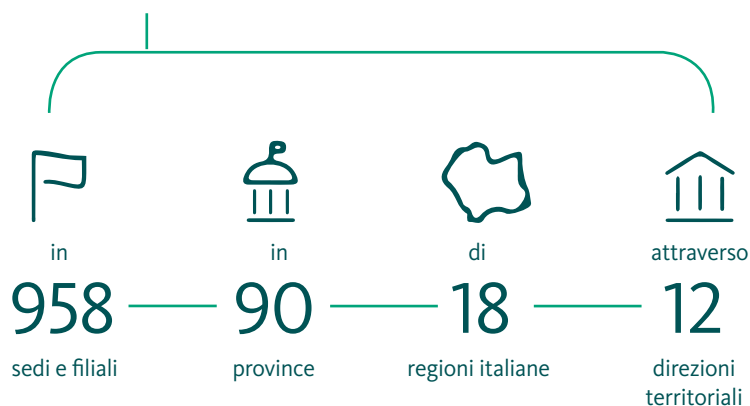 in
958
sedi e filiali
in
90
province
di
18
regioni italiane
attraverso
12
direzioni
territoriali